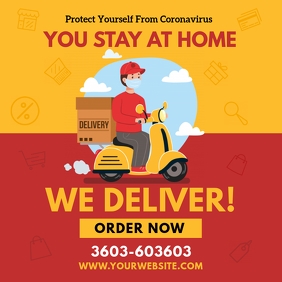 Protect Yourself From Coronavirus
YOU STAY AT HOME
DELIVERY
WE DELIVER!
ORDER NOW
3603-603603
WWW.YOURWEBSITE.COM